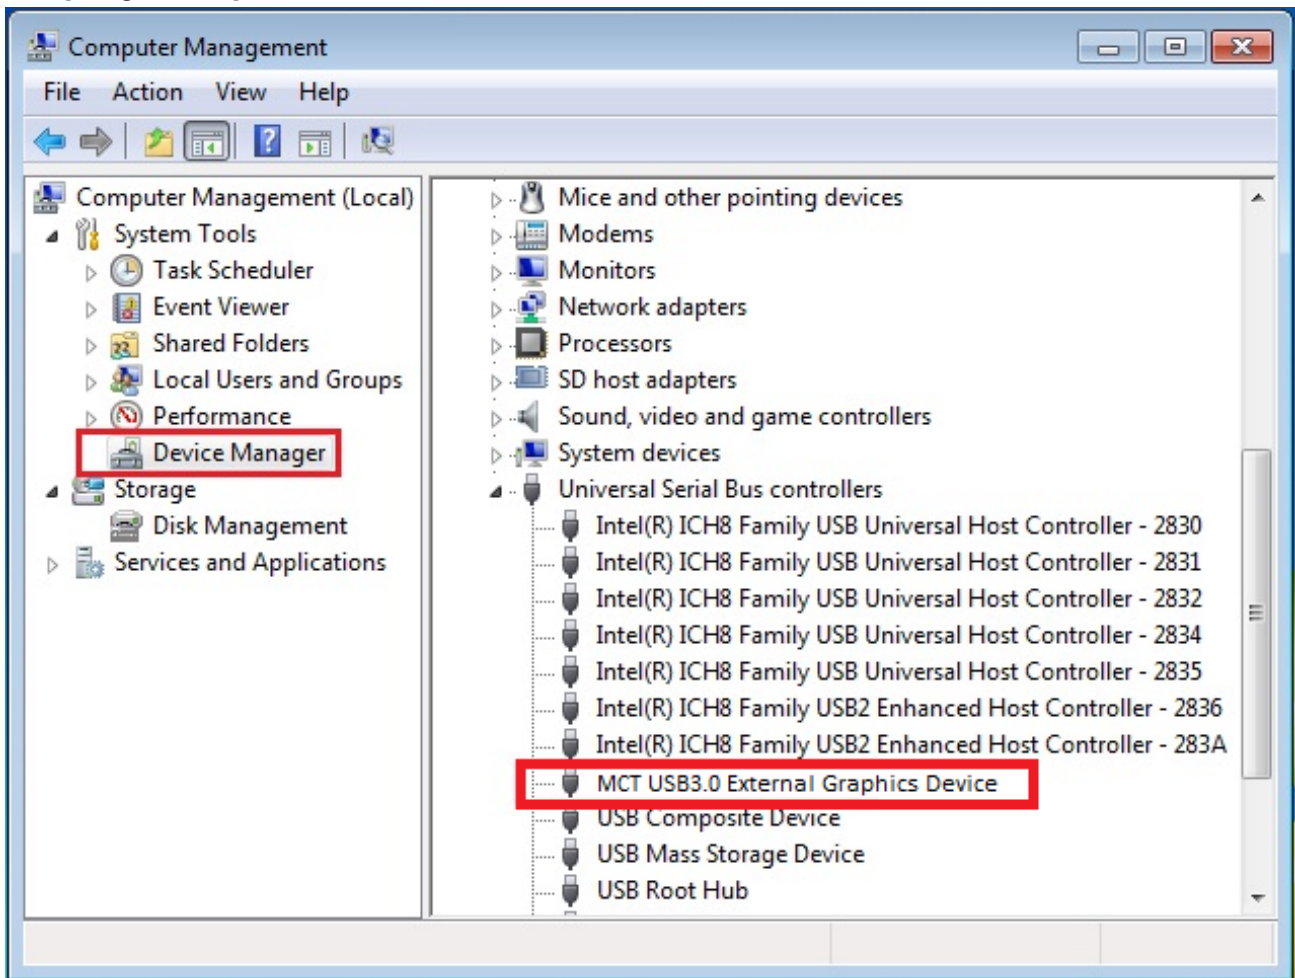 Computer Management
File Action View Help
Computer Management (Local)
System Tools
Task Scheduler
Event Viewer
Shared Folders
Local Users and Groups
Performance
Device Manager
Storage
Disk Management
Services and Applications
Mice and other pointing devices
Modems
Monitors
Network adapters
Processors
SD host adapters
Sound, video and game controllers
System devices
Universal Serial Bus controllers
Intel(R) ICH8 Family USB Universal Host Controller - 2830
Intel(R) ICH8 Family USB Universal Host Controller - 2831
Intel(R) ICH8 Family USB Universal Host Controller - 2832
Intel(R) ICH8 Family USB Universal Host Controller - 2834
Intel(R) ICH8 Family USB Universal Host Controller - 2835
Intel(R) ICH8 Family USB2 Enhanced Host Controller - 2836
Intel(R) ICH8 Family USB2 Enhanced Host Controller - 283A
MCT USB3.0 External Graphics Device
USB Composite Device
USB Mass Storage Device
USB Root Hub